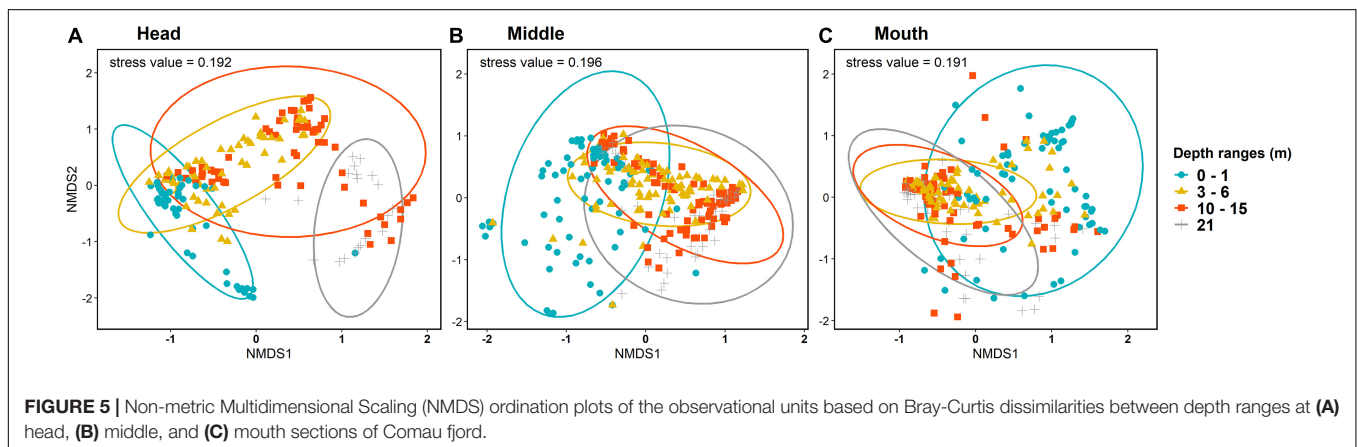 A Head
stress value = 0.192
2
1
0
-1
-2
NMDS2
-1
0
1
2
NMDS1
B Middle
stress value = 0.196
2
1
0
-1
-2
-2
-1
0
1
NMDS1
C Mouth
stress value = 0.191
2
1
0
-1
-2
-1
0
1
2
NMDS1
Depth ranges (m)
0 - 1
3 - 6
10 - 15
21
FIGURE 5 | Non-metric Multidimensional Scaling (NMDS) ordination plots of the observational units based on Bray-Curtis dissimilarities between depth ranges at (A)
head, (B) middle, and (C) mouth sections of Comau fjord.